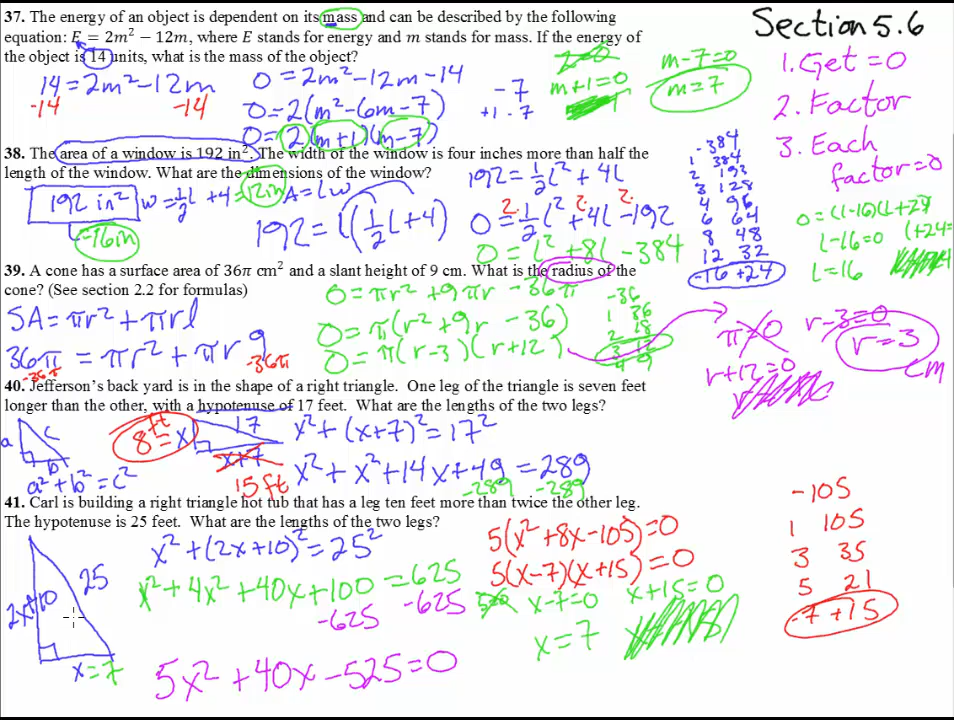 37. The energy of an object is dependent on its mass and can be described by the following
equation: E = 2m² − 12m, where E stands for energy and m stands for mass. If the energy of
the object is 14 units, what is the mass of the object?
Section 5.6
1. Get = 0
2. Factor
3. Each
factor = 0
14 = 2m² - 12m
-14 -14
0 = 2m² - 12m - 14
0 = 2(m² - 6m - 7)
0 = 2(m+1)(m-7)
-7
+1 · -7
2=0
m+1=0
m-7=0
m=7
38. The area of a window is 192 in². The width of the window is four inches more than half the
length of the window. What are the dimensions of the window?
192 in² w = ½l + 4 = 12in A = lw
L=16in
192 = l(½l + 4)
192 = ½l² + 4l
2· 2· 2·
0 = ½l² + 4l - 192
0 = l² + 8l - 384
-384
1 384
2 192
3 128
4 96
6 64
8 48
12 32
-16 +24
0 = (l-16)(l+24)
l-16=0 l+24=
l=16
39. A cone has a surface area of 36π cm² and a slant height of 9 cm. What is the radius of the
cone? (See section 2.2 for formulas)
SA = πr² + πrl
36π = πr² + πr9
-36π -36π
0 = πr² + 9πr - 36π
0 = π(r² + 9r - 36)
0 = π(r-3)(r+12)
-36
1 36
2 18
3 12
4 9
π=0 r-3=0
r=3
cm
r+12=0
40. Jefferson's back yard is in the shape of a right triangle. One leg of the triangle is seven feet
longer than the other, with a hypotenuse of 17 feet. What are the lengths of the two legs?
a c
b
a² + b² = c²
8 ft = x 17
x+7
15 ft
x² + (x+7)² = 17²
x² + x² + 14x + 49 = 289
-289 -289
41. Carl is building a right triangle hot tub that has a leg ten feet more than twice the other leg.
The hypotenuse is 25 feet. What are the lengths of the two legs?
2x+10 25
x=7
x² + (2x+10)² = 25²
x² + 4x² + 40x + 100 = 625
-625 -625
5x² + 40x - 525 = 0
5(x² + 8x - 105) = 0
5(x-7)(x+15) = 0
x-7=0 x+15=0
x=7
-105
1 105
3 35
5 21
-7 +15